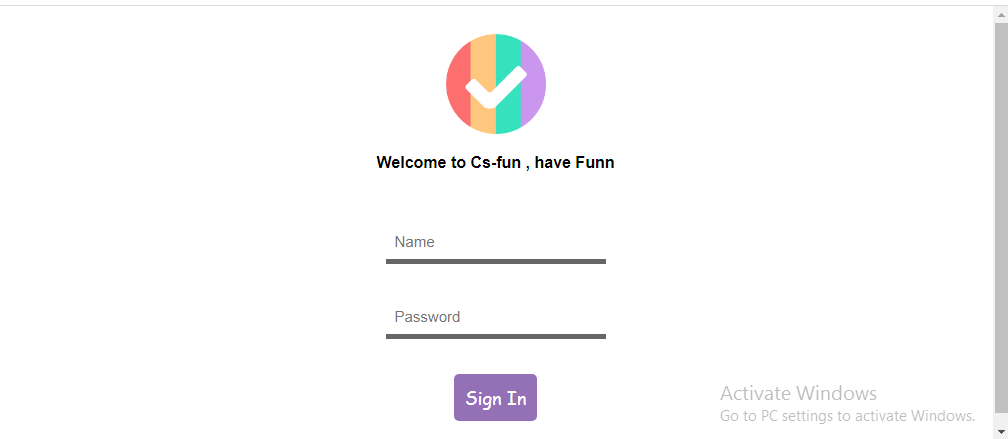 Welcome to Cs-fun , have Funn
Name
Password
Sign In
Activate Windows
Go to PC settings to activate Windows.